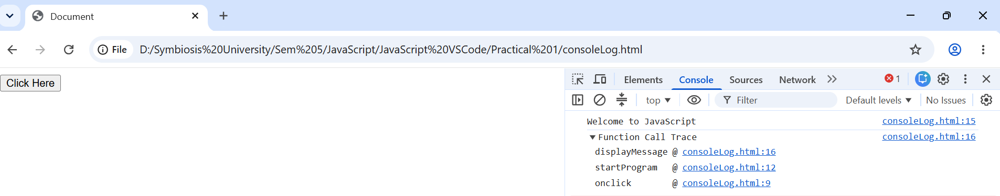 Document
File D:/Symbiosis%20University/Sem%205/JavaScript/JavaScript%20VSCode/Practical%201/consoleLog.html
Click Here
Elements Console Sources Network 1
top Filter Default levels No Issues
Welcome to JavaScript consoleLog.html:15
Function Call Trace consoleLog.html:16
displayMessage @ consoleLog.html:16
startProgram @ consoleLog.html:12
onclick @ consoleLog.html:9